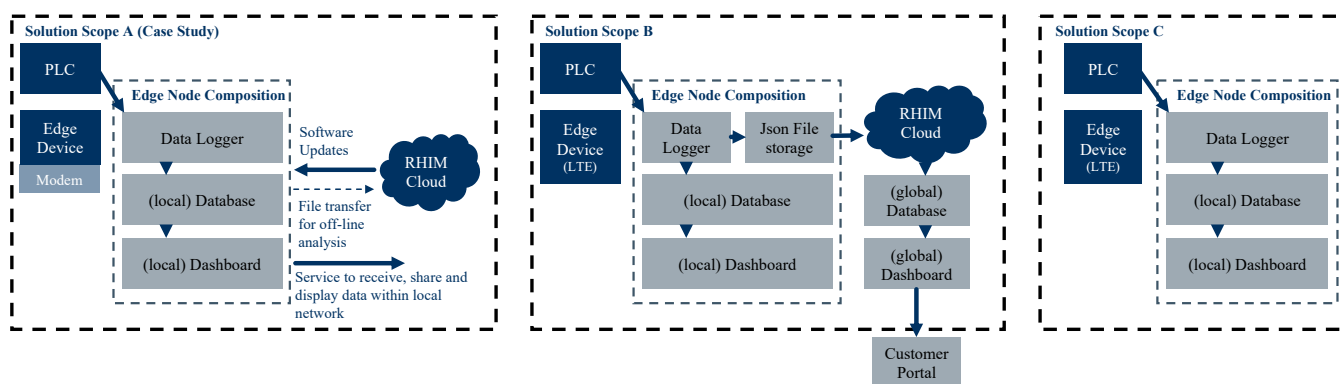 Solution Scope A (Case Study)
PLC
Edge Node Composition
Edge
Device
Modem
Data Logger
(local) Database
(local) Dashboard
Software
Updates
RHIM
Cloud
File transfer
for off-line
analysis
Service to receive, share and
display data within local
network
Solution Scope B
PLC
Edge Node Composition
Edge
Device
(LTE)
Data
Logger
Json File
storage
(local) Database
(local) Dashboard
RHIM
Cloud
(global)
Database
(global)
Dashboard
Customer
Portal
Solution Scope C
PLC
Edge Node Composition
Edge
Device
(LTE)
Data Logger
(local) Database
(local) Dashboard